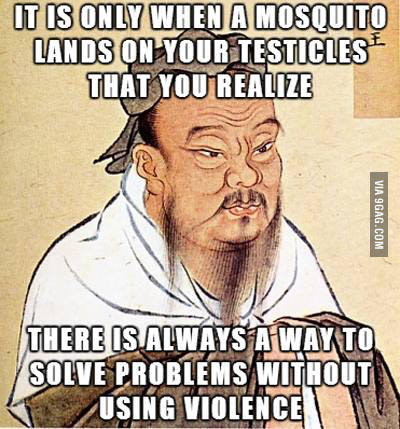 IT IS ONLY WHEN A MOSQUITO
LANDS ON YOUR TESTICLES
THAT YOU REALIZE
王
VIA 9GAG.COM
THERE IS ALWAYS A WAY TO
SOLVE PROBLEMS WITHOUT
USING VIOLENCE